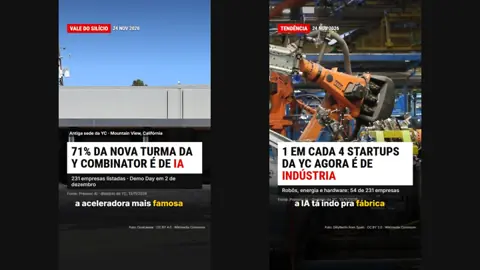 VALE DO SILÍCIO
24 NOV 2026
Antiga sede da YC · Mountain View, Califórnia
71% DA NOVA TURMA DA
Y COMBINATOR É DE IA
231 empresas listadas · Demo Day em 2 de
dezembro
a aceleradora mais famosa
TENDÊNCIA
24 NOV 2026
1 EM CADA 4 STARTUPS
DA YC AGORA É DE
INDÚSTRIA
Robôs, energia e hardware: 54 de 231 empresas
a IA tá indo pra fábrica